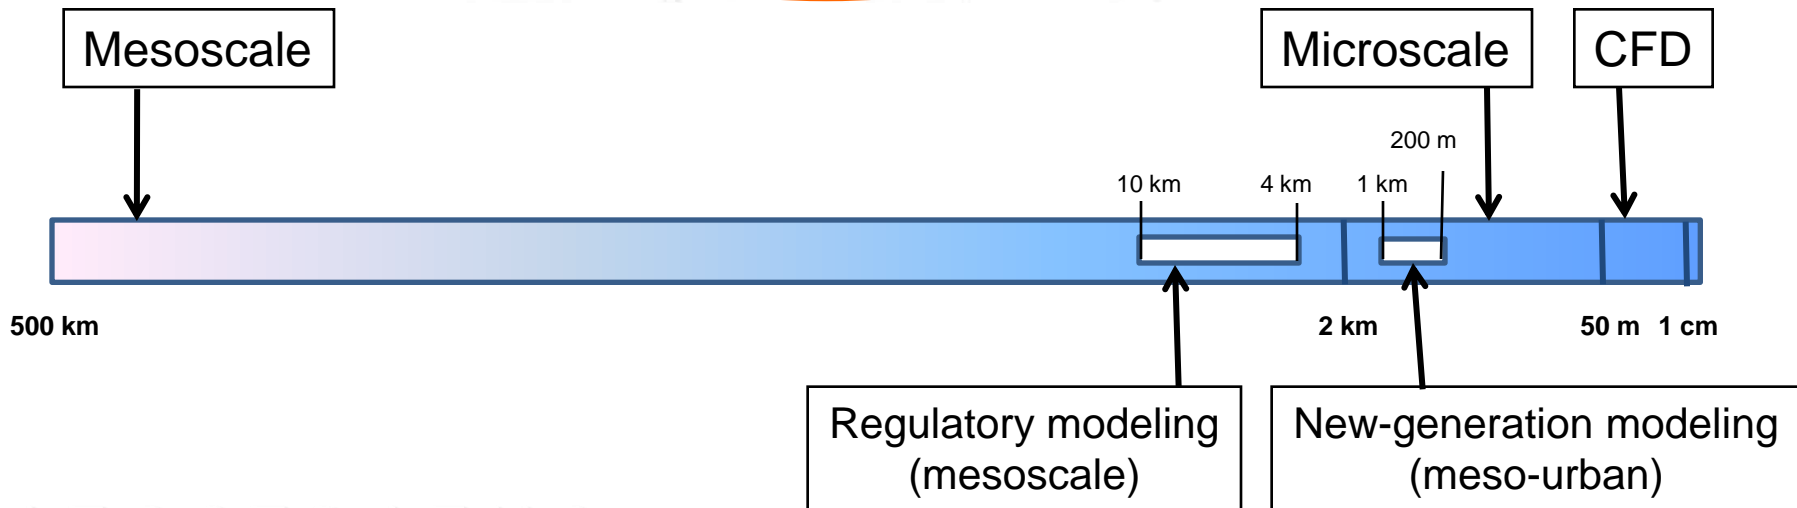 Mesoscale
Microscale
CFD
200 m
10 km
4 km
1 km
500 km
2 km
50 m
1 cm
Regulatory modeling
(mesoscale)
New-generation modeling
(meso-urban)